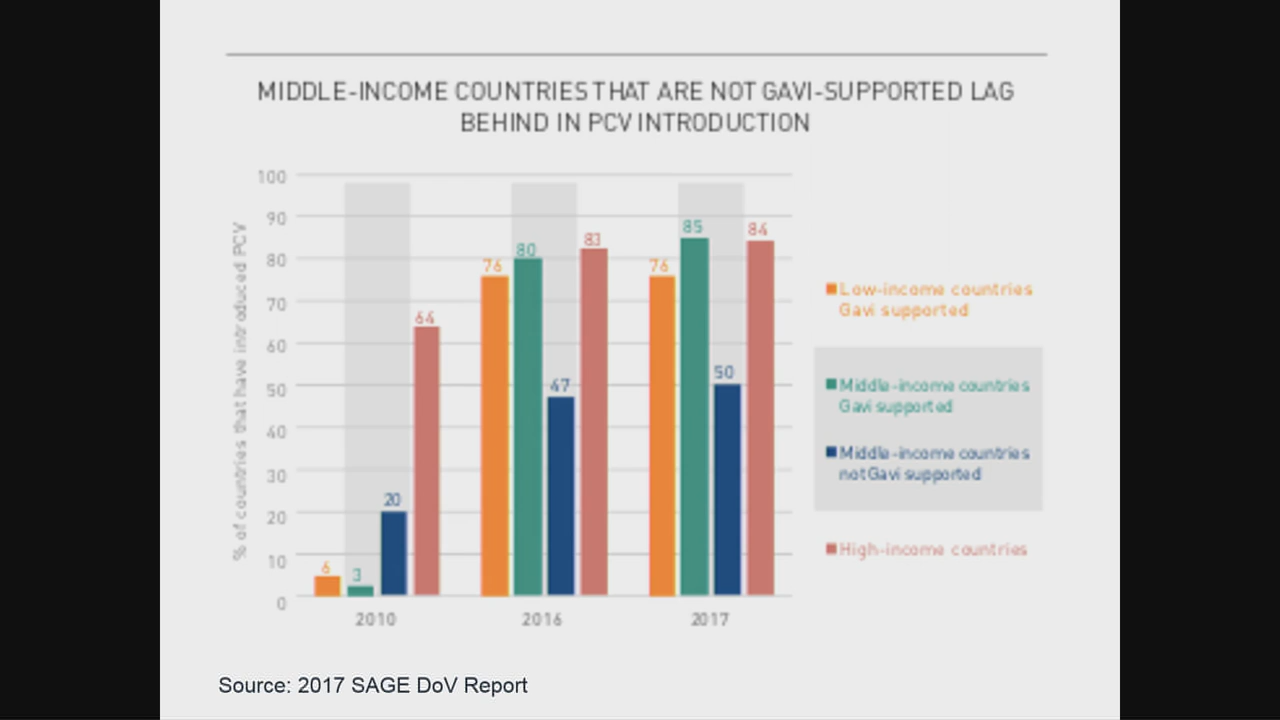 MIDDLE-INCOME COUNTRIES THAT ARE NOT GAVI-SUPPORTED LAG
BEHIND IN PCV INTRODUCTION
% of countries that have introduced PCV
100
90
80
70
60
50
40
30
20
10
0
6
3
20
64
76
80
47
83
76
85
50
84
2010
2016
2017
Low-income countries
Gavi supported
Middle-income countries
Gavi supported
Middle-income countries
not Gavi supported
High-income countries
Source: 2017 SAGE DoV Report